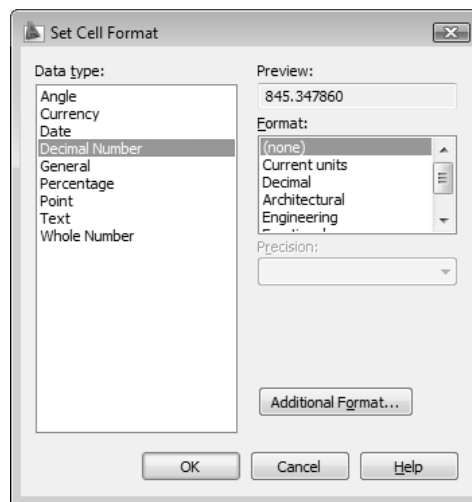 Set Cell Format
Data type:
Angle
Currency
Date
Decimal Number
General
Percentage
Point
Text
Whole Number
Preview:
845.347860
Format:
(none)
Current units
Decimal
Architectural
Engineering
Precision:
Additional Format...
OK
Cancel
Help